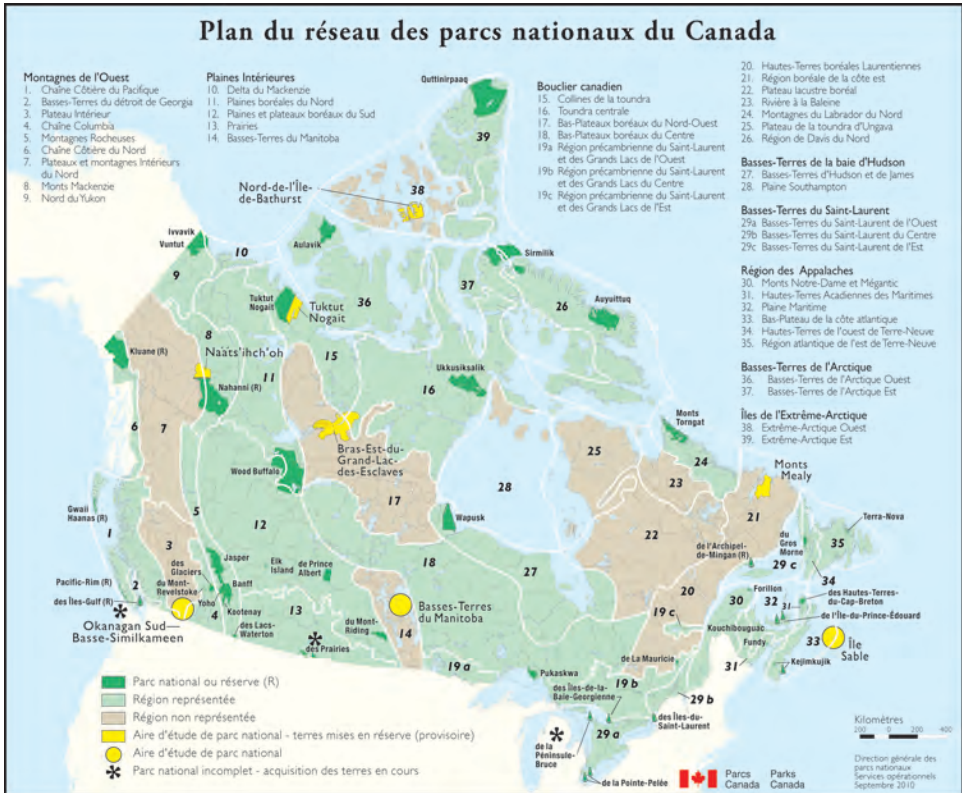 Plan du réseau des parcs nationaux du Canada
Montagnes de l'Ouest
1. Chaîne Côtière du Pacifique
2. Basses-Terres du détroit de Georgia
3. Plateau Intérieur
4. Chaîne Columbia
5. Montagnes Rocheuses
6. Chaîne Côtière du Nord
7. Plateaux et montagnes Intérieurs
du Nord
8. Monts Mackenzie
9. Nord du Yukon
Plaines Intérieures
10. Delta du Mackenzie
11. Plaines boréales du Nord
12. Plaines et plateaux boréaux du Sud
13. Prairies
14. Basses-Terres du Manitoba
Bouclier canadien
15. Collines de la toundra
16. Toundra centrale
17. Bas-Plateaux boréaux du Nord-Ouest
18. Bas-Plateaux boréaux du Centre
19a Région précambrienne du Saint-Laurent
et des Grands Lacs de l'Ouest
19b Région précambrienne du Saint-Laurent
et des Grands Lacs du Centre
19c Région précambrienne du Saint-Laurent
et des Grands Lacs de l'Est
20. Hautes-Terres boréales Laurentiennes
21. Région boréale de la côte est
22. Plateau lacustre boréal
23. Rivière à la Baleine
24. Montagnes du Labrador du Nord
25. Plateau de la toundra d'Ungava
26. Région de Davis du Nord
Basses-Terres de la baie d'Hudson
27. Basses-Terres d'Hudson et de James
28. Plaine Southampton
Basses-Terres du Saint-Laurent
29a Basses-Terres du Saint-Laurent de l'Ouest
29b Basses-Terres du Saint-Laurent du Centre
29c Basses-Terres du Saint-Laurent de l'Est
Région des Appalaches
30. Monts Notre-Dame et Mégantic
31. Hautes-Terres Acadiennes des Maritimes
32. Plaine Maritime
33. Bas-Plateau de la côte atlantique
34. Hautes-Terres de l'ouest de Terre-Neuve
35. Région atlantique de l'est de Terre-Neuve
Basses-Terres de l'Arctique
36. Basses-Terres de l'Arctique Ouest
37. Basses-Terres de l'Arctique Est
Îles de l'Extrême-Arctique
38. Extrême-Arctique Ouest
39. Extrême-Arctique Est
Quttinirpaaq
39
38
Nord-de-l'Île-
de-Bathurst
Ivvavik
Vuntut
10
Aulavik
Sirmilik
9
37
Tuktut
Nogait
Tuktut
Nogait
36
26
Auyuittuq
8
15
Kluane (R)
Nááts'ihch'oh
11
Nahanni (R)
16
Ukkusiksalik
Monts
Torngat
6
7
Bras-Est-du-
Grand-Lac-
des-Esclaves
25
24
23
Monts
Mealy
Wood Buffalo
17
28
Wapusk
21
Gwaii
Haanas (R)
1
5
12
22
du
Gros
Morne
Terra-Nova
35
de l'Archipel-
de-Mingan (R)
29 c
3
Jasper
des
Glaciers
Elk
Island
de Prince
Albert
18
27
Pacific-Rim (R)
2
du Mont-
Revelstoke
Banff
20
Forillon
34
des Îles-Gulf (R)
Yoho
Kootenay
4
30
32
31
des Hautes-Terres-
du-Cap-Breton
Okanagan Sud
Basse-Similkameen
13
Basses-Terres
du Manitoba
19 c
Kouchibouguac
de l'Île-du-Prince-Édouard
des Lacs-
Waterton
du Mont-
Riding
14
Fundy
33
Île
Sable
des Prairies
19 a
de La Mauricie
31
Kejimkujik
Pukaskwa
19 b
des Îles-de-la-
Baie-Georgienne
29 b
des Îles-du-
Saint-Laurent
de la
Péninsule-
Bruce
29 a
de la Pointe-Pelée
Parc national ou réserve (R)
Région représentée
Région non représentée
Aire d'étude de parc national - terres mises en réserve (provisoire)
Aire d'étude de parc national
Parc national incomplet - acquisition des terres en cours
Kilomètres
200 0 200 400
Parcs
Canada
Parks
Canada
Direction générale des
parcs nationaux
Services opérationnels
Septembre 2010